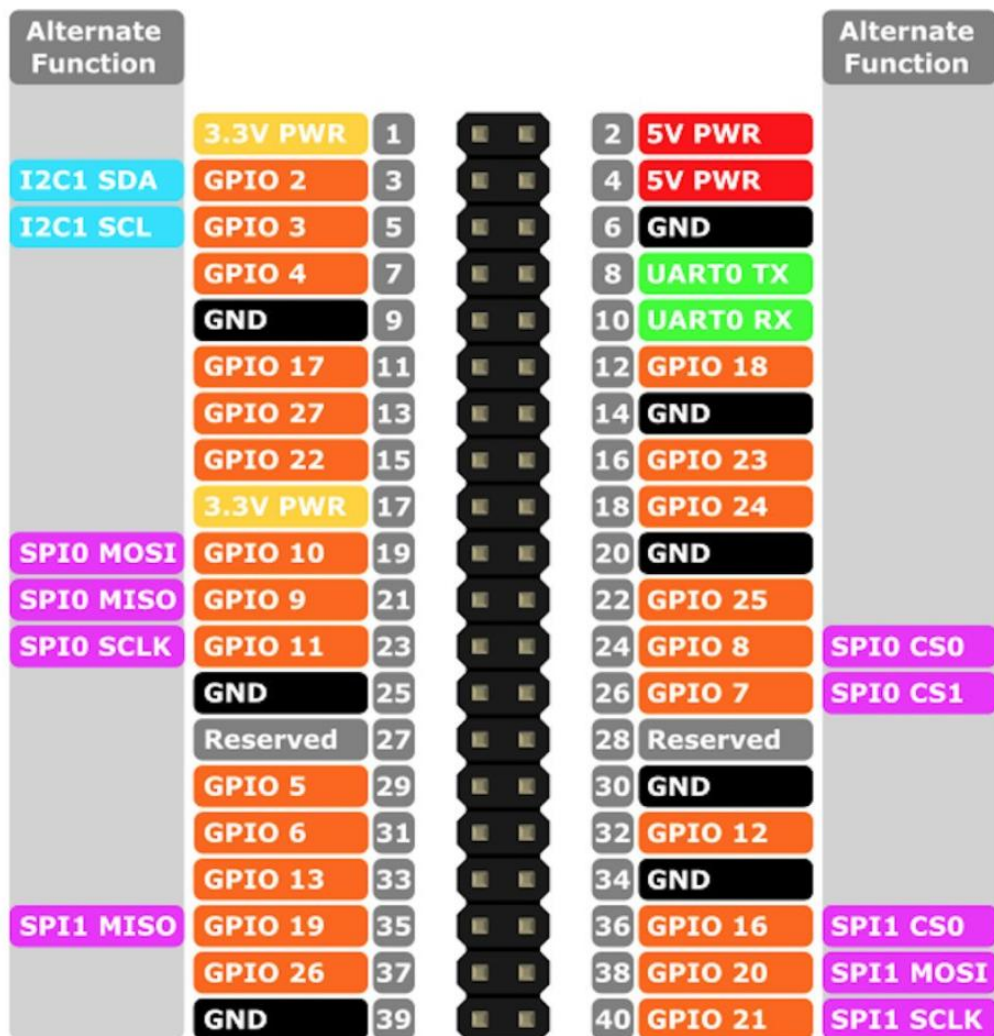 Alternate Function Alternate Function
3.3V PWR 1 2 5V PWR
I2C1 SDA GPIO 2 3 4 5V PWR
I2C1 SCL GPIO 3 5 6 GND
GPIO 4 7 8 UART0 TX
GND 9 10 UART0 RX
GPIO 17 11 12 GPIO 18
GPIO 27 13 14 GND
GPIO 22 15 16 GPIO 23
3.3V PWR 17 18 GPIO 24
SPI0 MOSI GPIO 10 19 20 GND
SPI0 MISO GPIO 9 21 22 GPIO 25
SPI0 SCLK GPIO 11 23 24 GPIO 8 SPI0 CS0
GND 25 26 GPIO 7 SPI0 CS1
Reserved 27 28 Reserved
GPIO 5 29 30 GND
GPIO 6 31 32 GPIO 12
GPIO 13 33 34 GND
SPI1 MISO GPIO 19 35 36 GPIO 16 SPI1 CS0
GPIO 26 37 38 GPIO 20 SPI1 MOSI
GND 39 40 GPIO 21 SPI1 SCLK